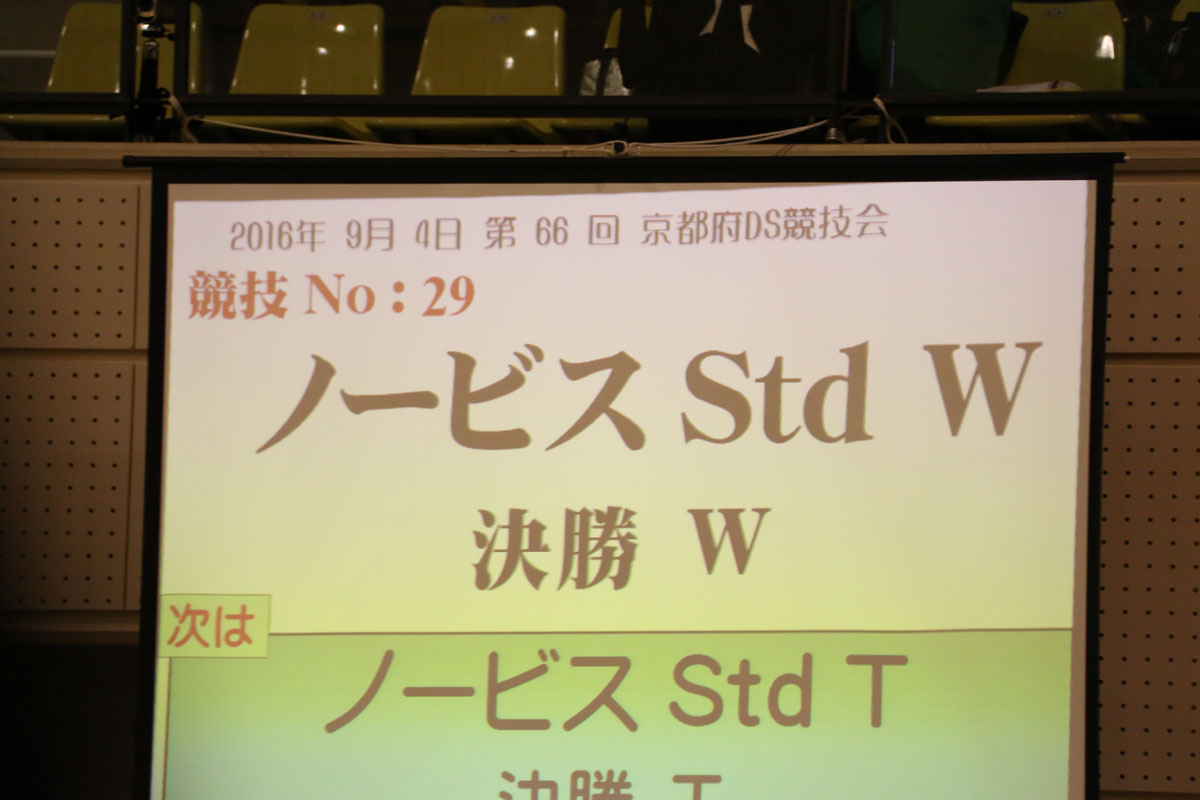 2016年 9月 4日 第 66 回 京都府DS競技会
競技 No：29
ノービス Std W
決勝 W
次は
ノービス Std T
決勝 T